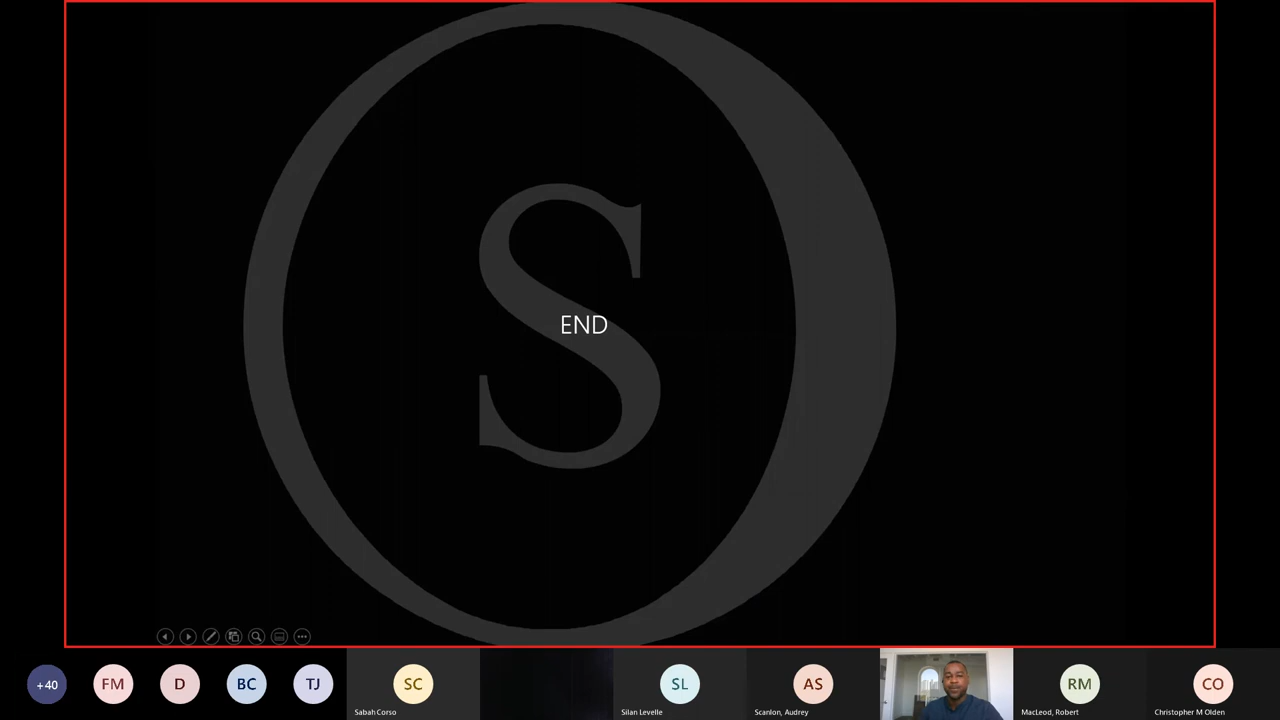 S
END
+40
FM
D
BC
TJ
SC
SL
AS
RM
CO
Sabah Corso
Silan Levelle
Scanlon, Audrey
MacLeod, Robert
Christopher M Olden